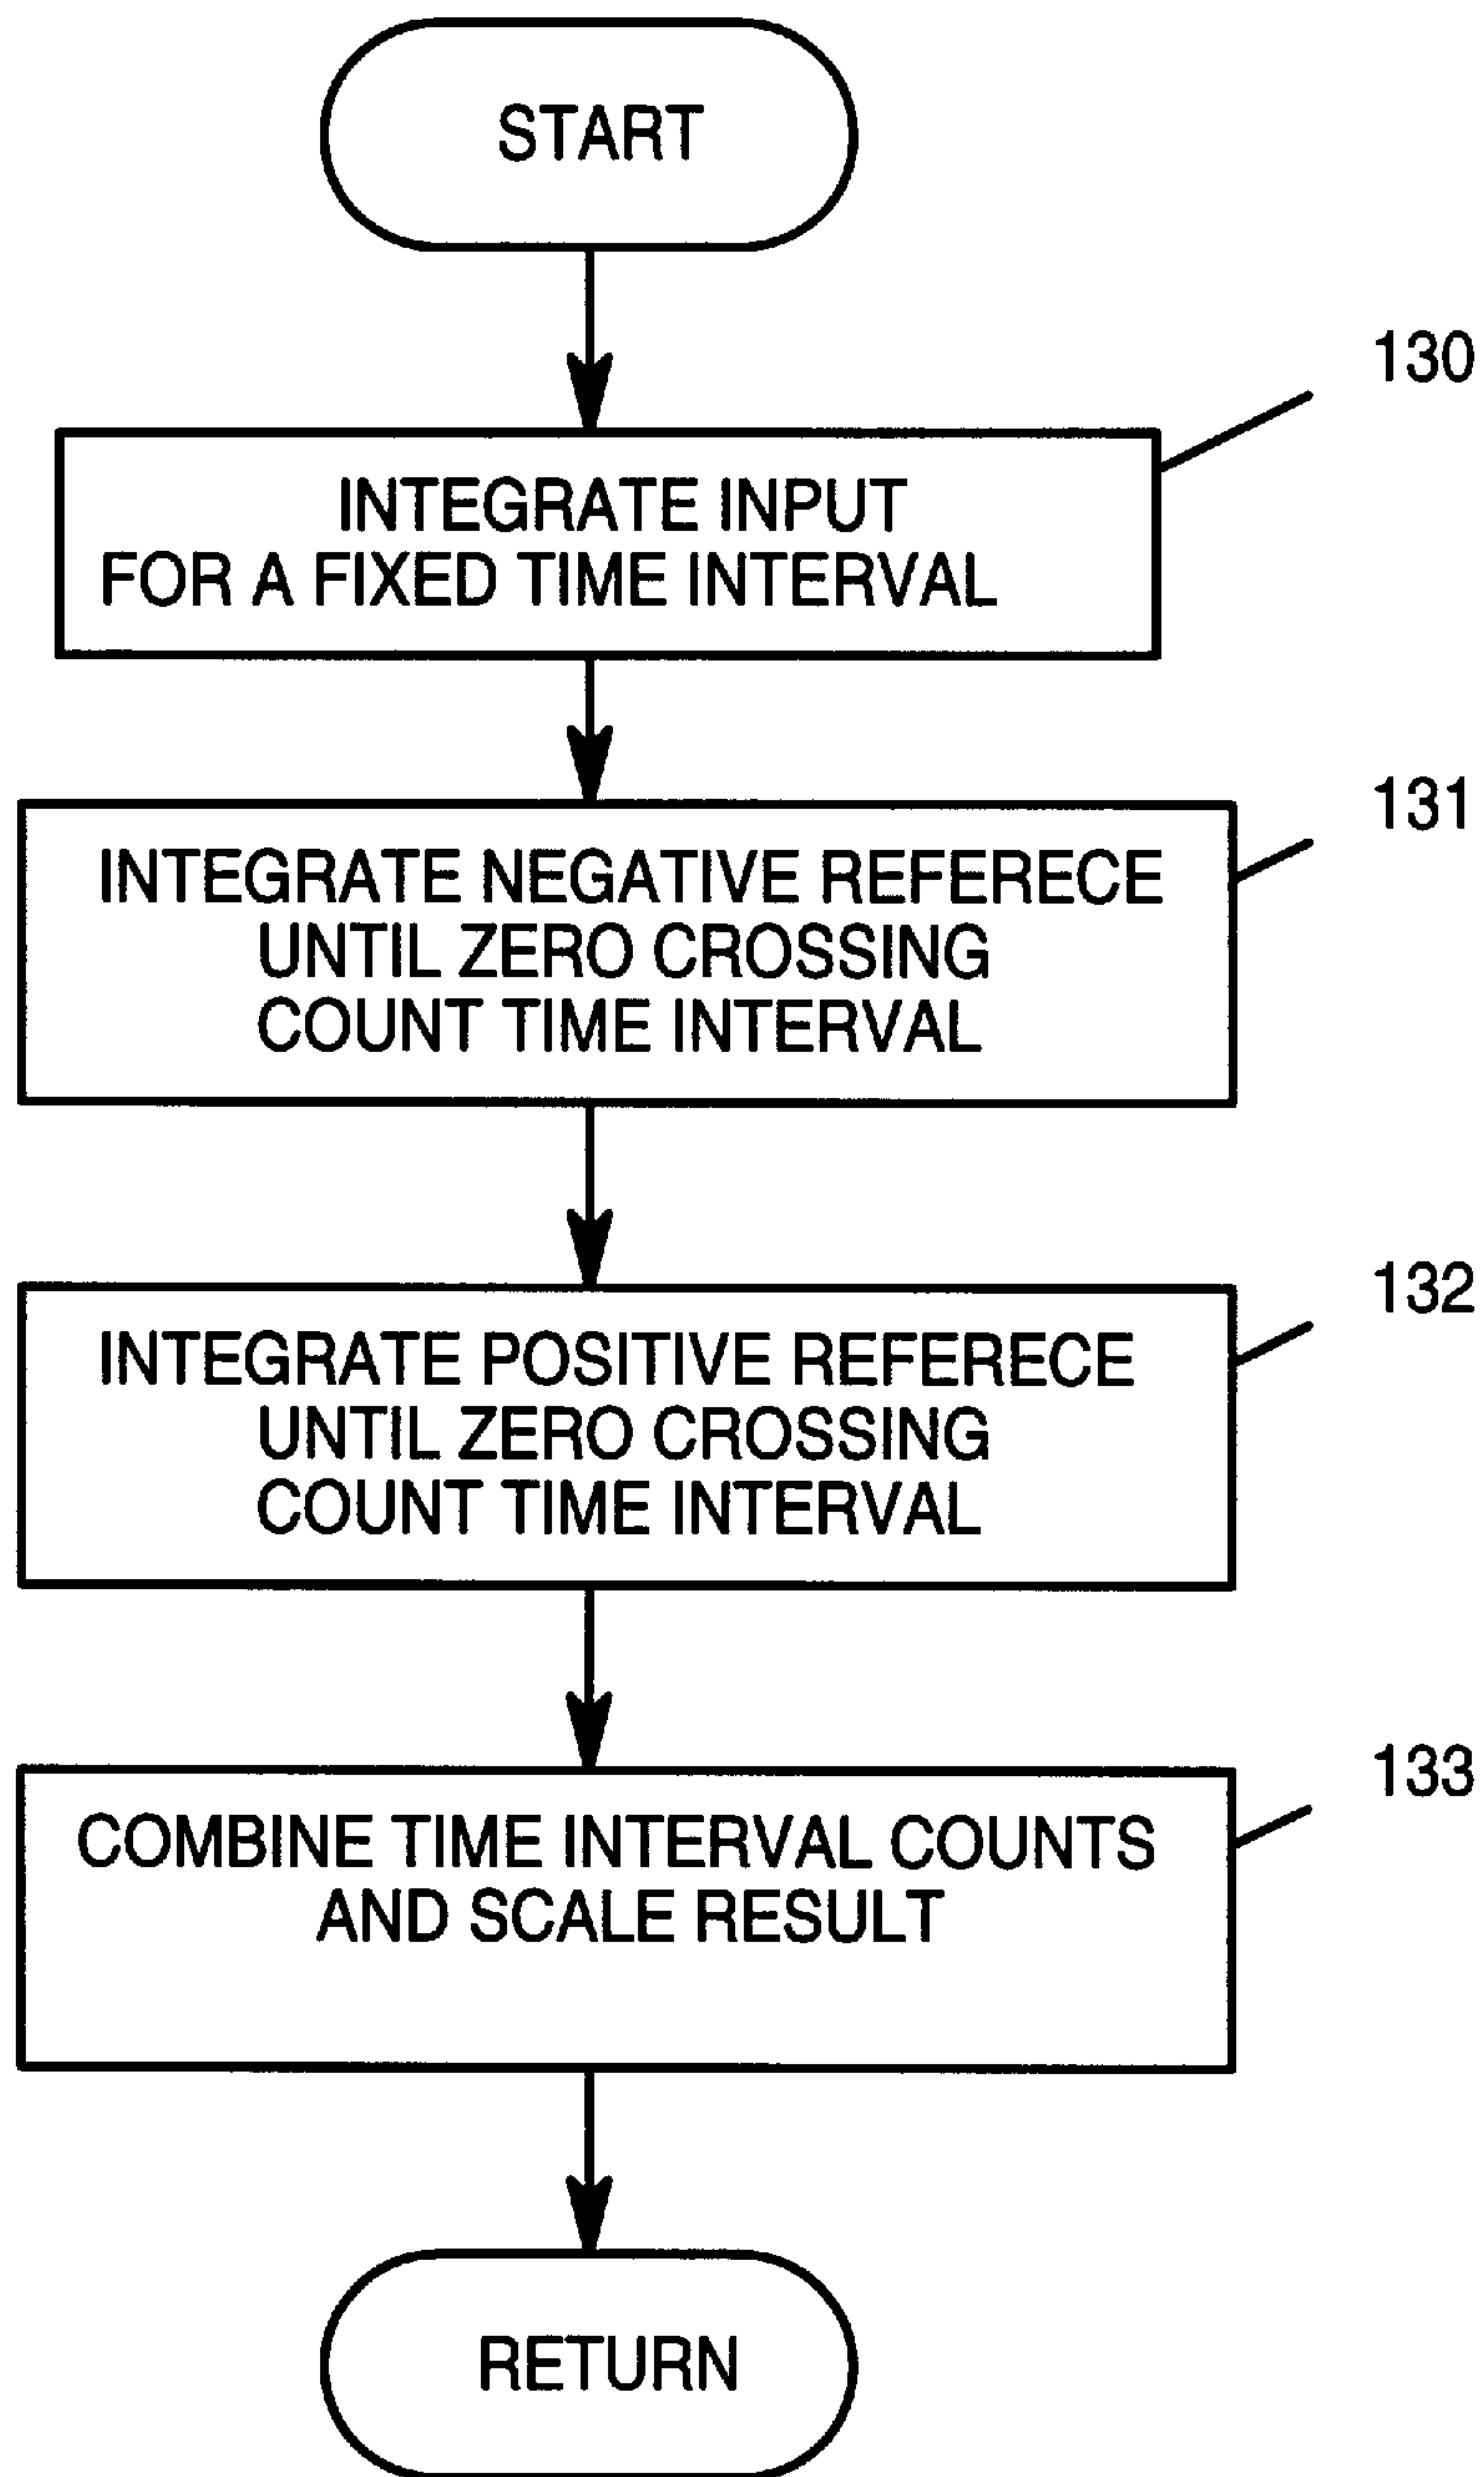 START
130
INTEGRATE INPUT
FOR A FIXED TIME INTERVAL
131
INTEGRATE NEGATIVE REFERECE
UNTIL ZERO CROSSING
COUNT TIME INTERVAL
132
INTEGRATE POSITIVE REFERECE
UNTIL ZERO CROSSING
COUNT TIME INTERVAL
133
COMBINE TIME INTERVAL COUNTS
AND SCALE RESULT
RETURN